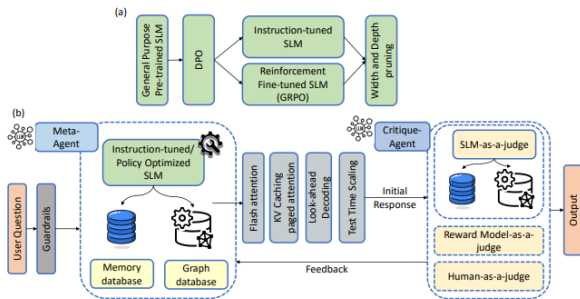 (a)
General Purpose
Pre-trained SLM
DPO
Instruction-tuned
SLM
Reinforcement
Fine-tuned SLM
(GRPO)
Width and Depth
pruning
(b)
LLM
Meta-
Agent
Instruction-tuned/
Policy Optimized
SLM
User Question
Guardrails
Memory
database
Graph
database
Flash attention
KV Caching
paged attention
Look-ahead
Decoding
Test Time Scaling
Initial
Response
Feedback
LLM
Critique-
Agent
SLM-as-a-judge
Reward Model-as-a-
judge
Human-as-a-judge
Output